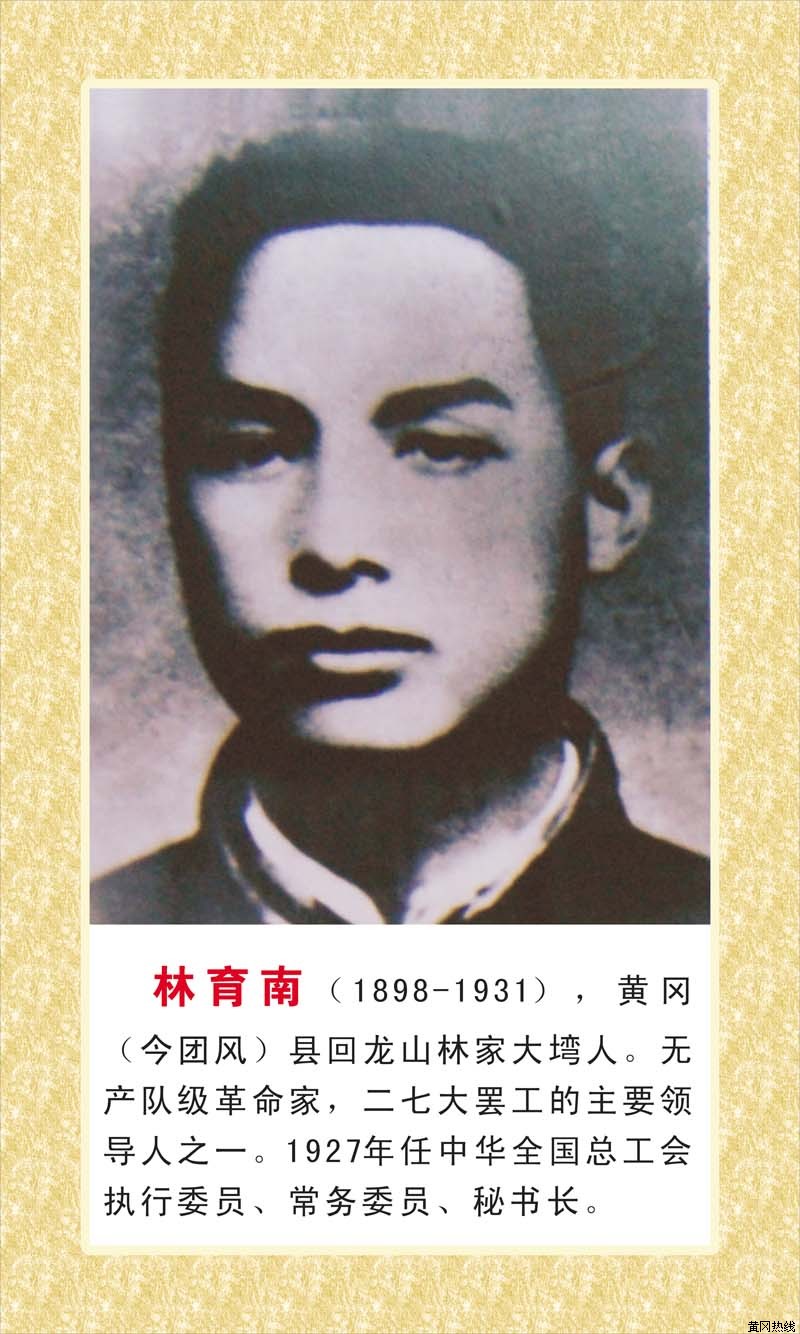 林育南（1898-1931），黄冈
（今团风）县回龙山林家大塆人。无
产队级革命家，二七大罢工的主要领
导人之一。1927年任中华全国总工会
执行委员、常务委员、秘书长。
黄冈热线